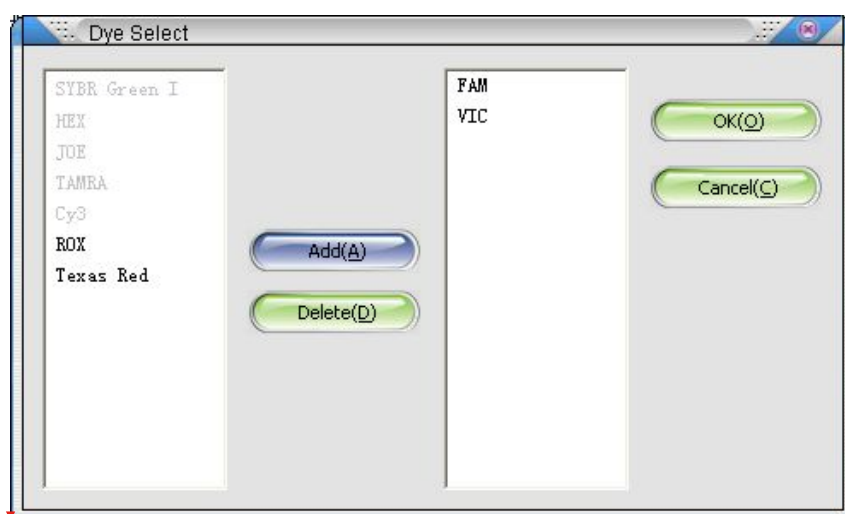 Dye Select
SYBR Green I
HEX
JOE
TAMRA
Cy3
ROX
Texas Red
Add(A)
Delete(D)
FAM
VIC
OK(O)
Cancel(C)